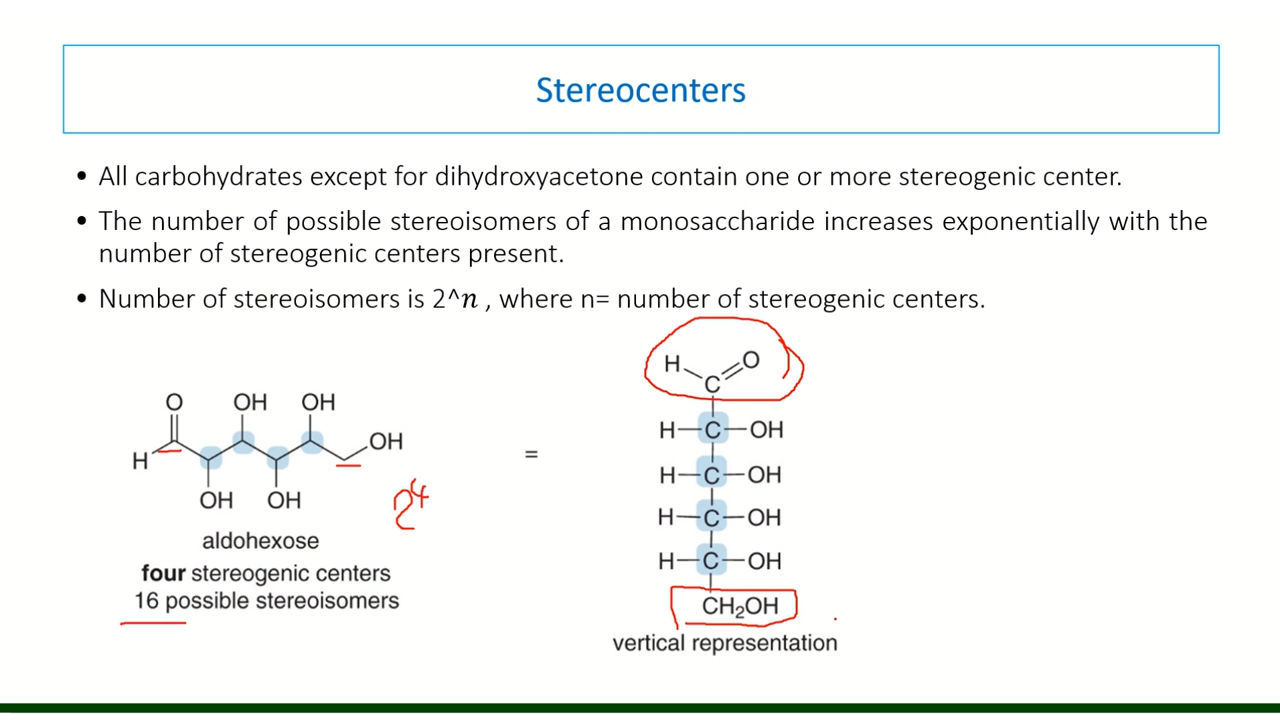 Stereocenters
• All carbohydrates except for dihydroxyacetone contain one or more stereogenic center.
• The number of possible stereoisomers of a monosaccharide increases exponentially with the
number of stereogenic centers present.
• Number of stereoisomers is 2^n , where n= number of stereogenic centers.
H C O
O OH OH
H—C—OH
OH
H
=
H—C—OH
OH OH
2⁴
H—C—OH
aldohexose
H—C—OH
four stereogenic centers
16 possible stereoisomers
CH₂OH
vertical representation